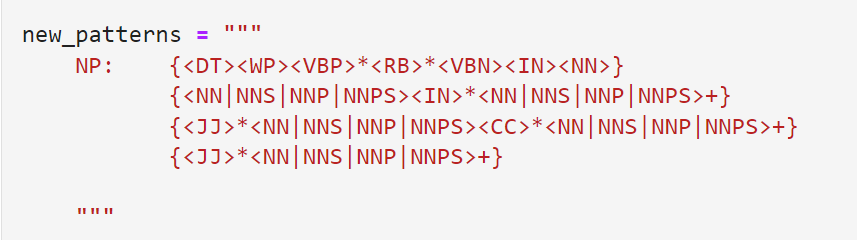 new_patterns = """
NP: {<DT><WP><VBP>*<RB>*<VBN><IN><NN>}
{<NN|NNS|NNP|NNPS><IN>*<NN|NNS|NNP|NNPS>+}
{<JJ>*<NN|NNS|NNP|NNPS><CC>*<NN|NNS|NNP|NNPS>+}
{<JJ>*<NN|NNS|NNP|NNPS>+}
"""